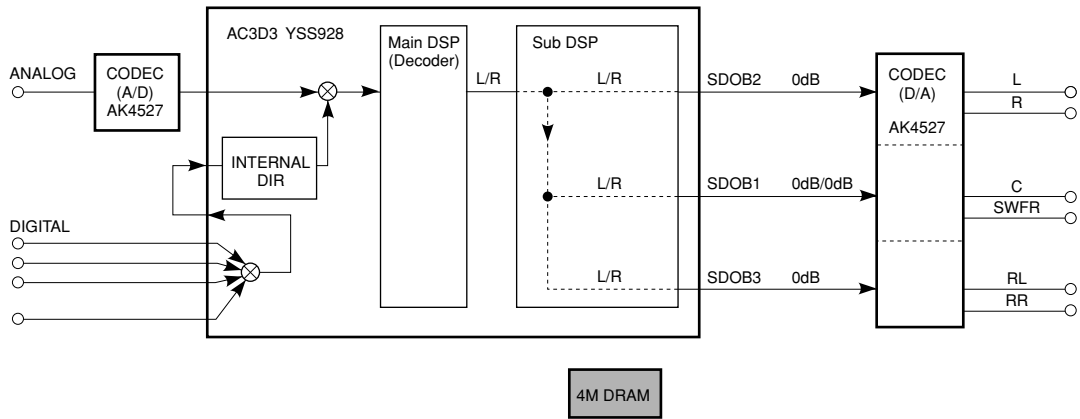 AC3D3 YSS928
Main DSP
(Decoder)
Sub DSP
ANALOG
CODEC
(A/D)
AK4527
L/R
L/R
SDOB2
0dB
CODEC
(D/A)
AK4527
L
R
INTERNAL
DIR
L/R
SDOB1
0dB/0dB
C
SWFR
DIGITAL
L/R
SDOB3
0dB
RL
RR
4M DRAM